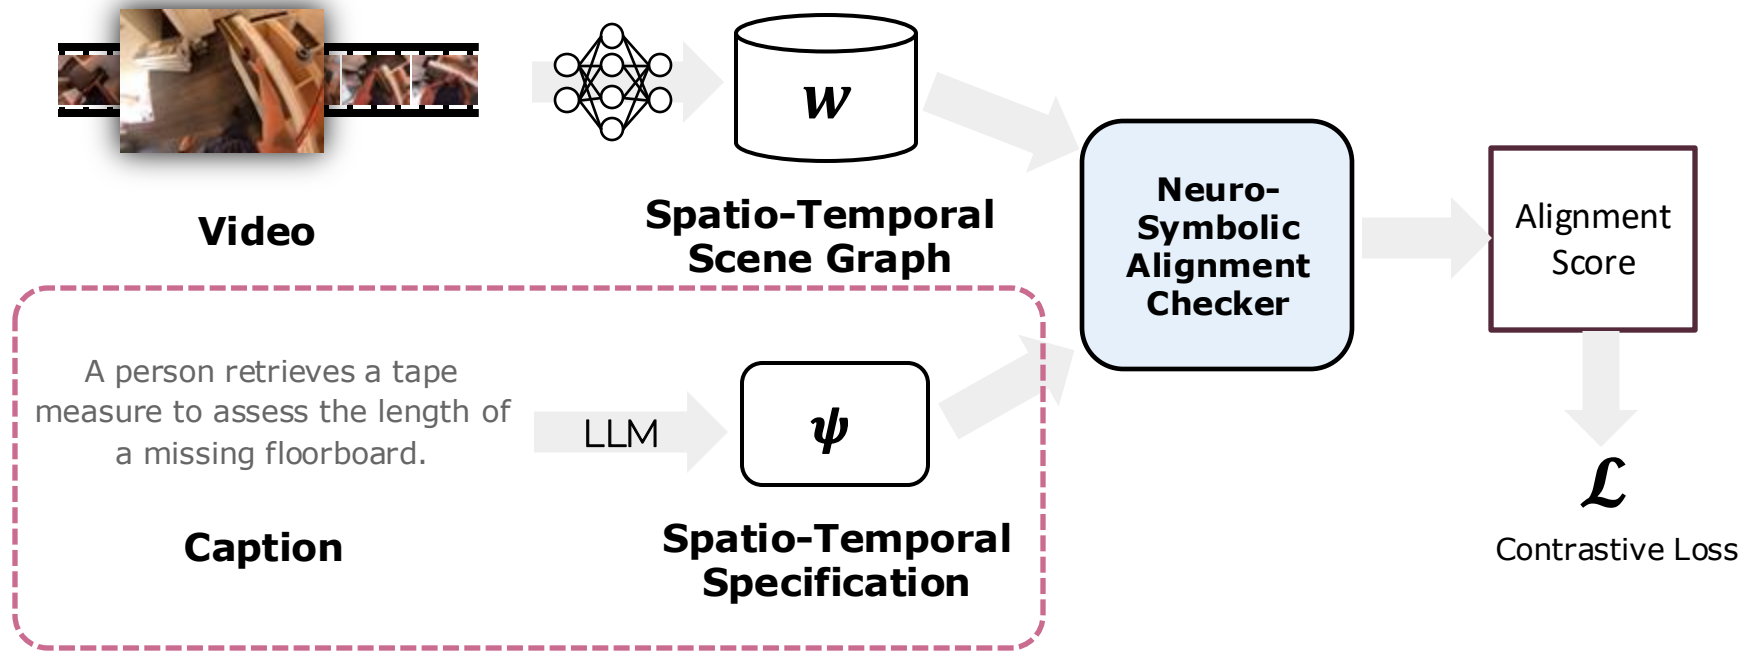 w
Video
Spatio-Temporal
Scene Graph
Neuro-
Symbolic
Alignment
Checker
Alignment
Score
A person retrieves a tape
measure to assess the length of
a missing floorboard.
LLM
ψ
Caption
Spatio-Temporal
Specification
ℒ
Contrastive Loss